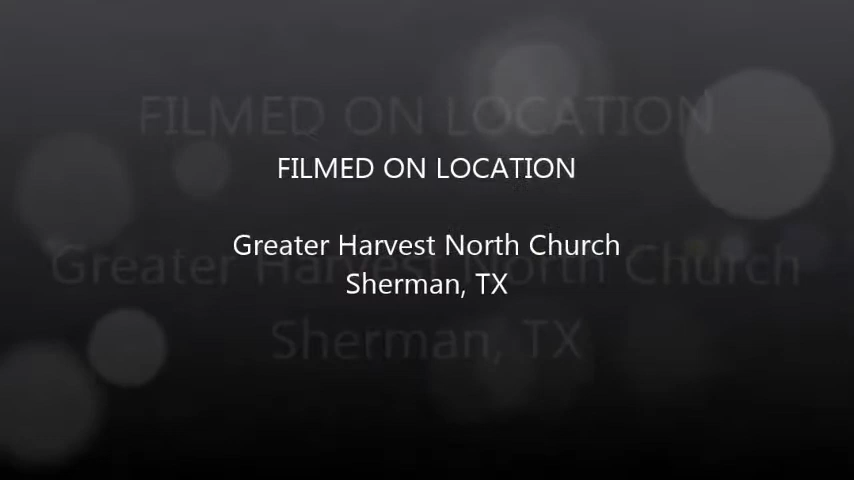 FILMED ON LOCATION
Greater Harvest North Church
Sherman, TX